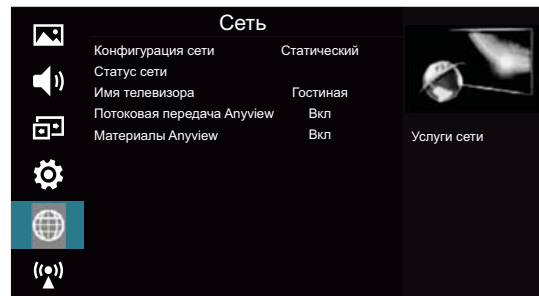 Сеть
Конфигурация сети Статический
Статус сети
Имя телевизора Гостиная
Потоковая передача Anyview Вкл
Материалы Anyview Вкл
Услуги сети